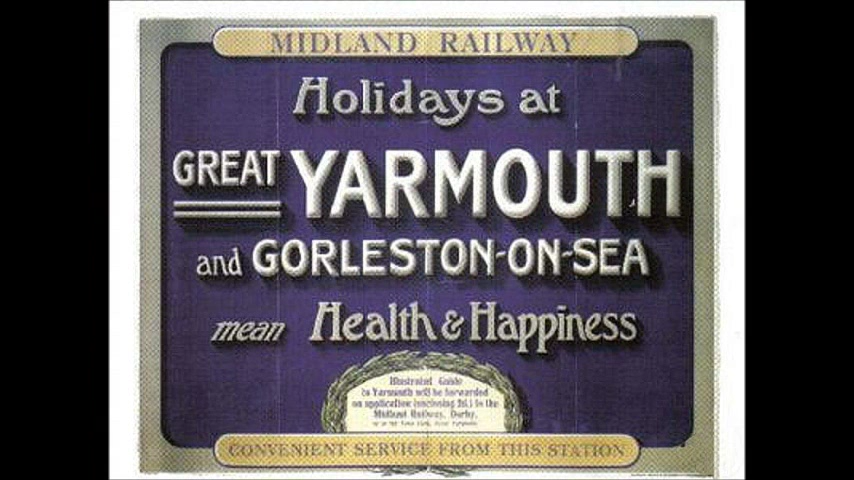 MIDLAND RAILWAY
Holidays at
GREAT YARMOUTH
and GORLESTON-ON-SEA
mean Health & Happiness
Illustrated Guide
to Yarmouth will be forwarded
on application (enclosing 2d.) to the
Midland Railway, Derby.
CONVENIENT SERVICE FROM THIS STATION